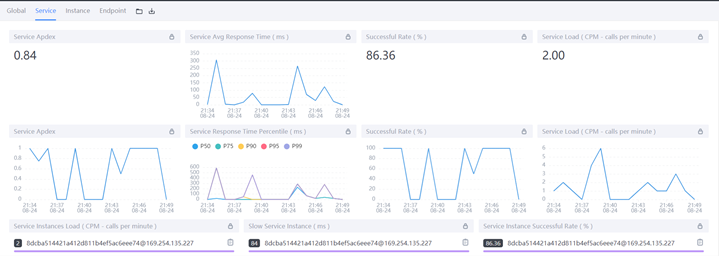 Global Service Instance Endpoint
Service Apdex Service Avg Response Time ( ms ) Successful Rate ( % ) Service Load ( CPM - calls per minute )
0.84 86.36 2.00
350
300
250
200
150
100
50
0
21:34 21:37 21:40 21:43 21:46 21:49
08-24 08-24 08-24 08-24 08-24 08-24
Service Apdex Service Response Time Percentile ( ms ) Successful Rate ( % ) Service Load ( CPM - calls per minute )
1
0.8
0.6
0.4
0.2
0
21:34 21:37 21:40 21:43 21:46 21:49
08-24 08-24 08-24 08-24 08-24 08-24
P50 P75 P90 P95 P99
600
500
400
300
200
100
0
21:34 21:37 21:40 21:43 21:46 21:49
08-24 08-24 08-24 08-24 08-24 08-24
100
80
60
40
20
0
21:34 21:37 21:40 21:43 21:46 21:49
08-24 08-24 08-24 08-24 08-24 08-24
6
5
4
3
2
1
0
21:34 21:37 21:40 21:43 21:46 21:49
08-24 08-24 08-24 08-24 08-24 08-24
Service Instances Load ( CPM - calls per minute ) Slow Service Instance ( ms ) Service Instance Successful Rate ( % )
2 8dcba514421a412d811b4ef5ac6eee74@169.254.135.227 84 8dcba514421a412d811b4ef5ac6eee74@169.254.135.227 86.36 8dcba514421a412d811b4ef5ac6eee74@169.254.135.227